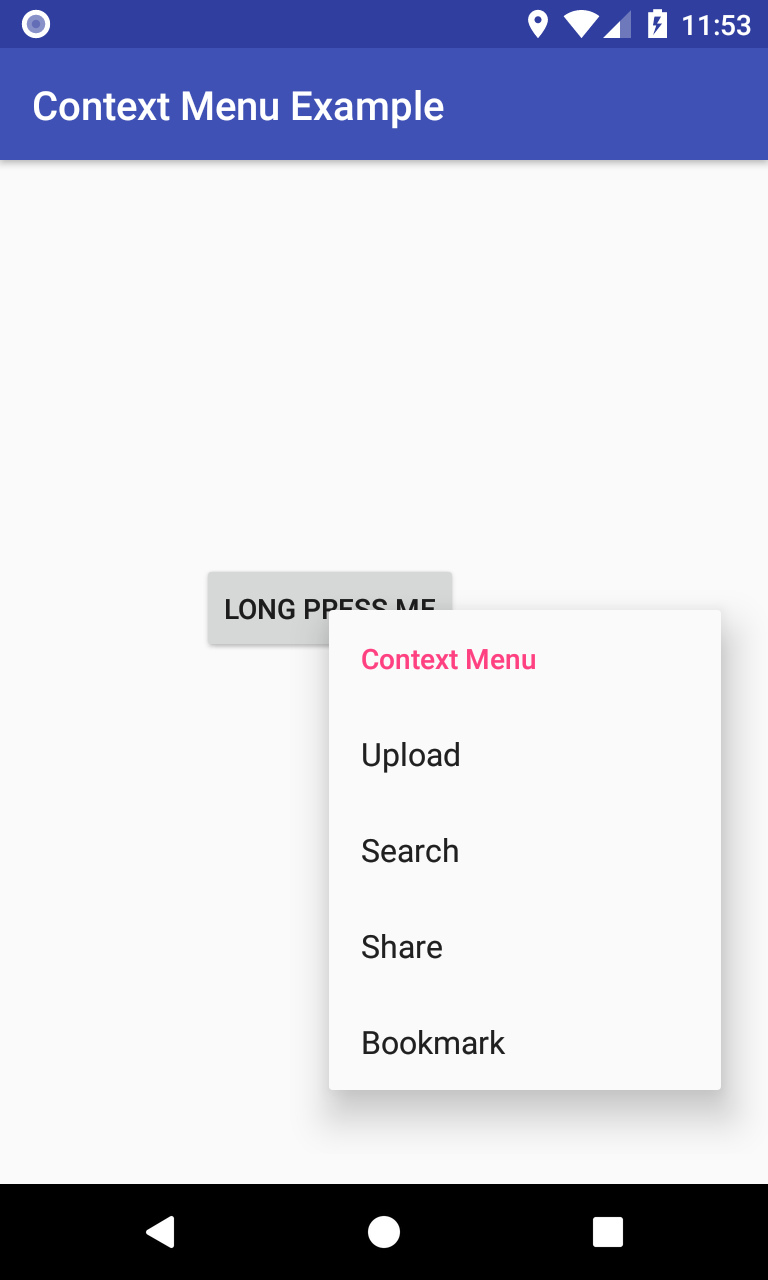 11:53
Context Menu Example
LONG PRESS ME
Context Menu
Upload
Search
Share
Bookmark